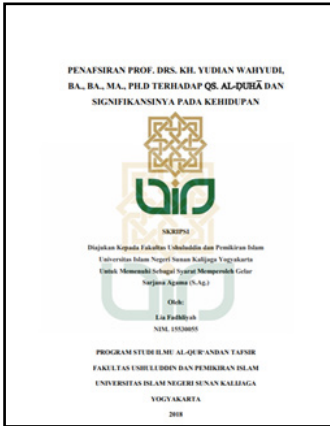 PENAFSIRAN PROF. DRS. KH. YUDIAN WAHYUDI,
BA., BA., MA., PH.D TERHADAP QS. AL-ḌUHĀ DAN
SIGNIFIKANSINYA PADA KEHIDUPAN
SKRIPSI
Diajukan Kepada Fakultas Ushuluddin dan Pemikiran Islam
Universitas Islam Negeri Sunan Kalijaga Yogyakarta
Untuk Memenuhi Sebagai Syarat Memperoleh Gelar
Sarjana Agama (S.Ag.)
Oleh:
Lia Fadhliyah
NIM. 15530055
PROGRAM STUDI ILMU AL-QUR'ANDAN TAFSIR
FAKULTAS USHULUDDIN DAN PEMIKIRAN ISLAM
UNIVERSITAS ISLAM NEGERI SUNAN KALIJAGA
YOGYAKARTA
2018